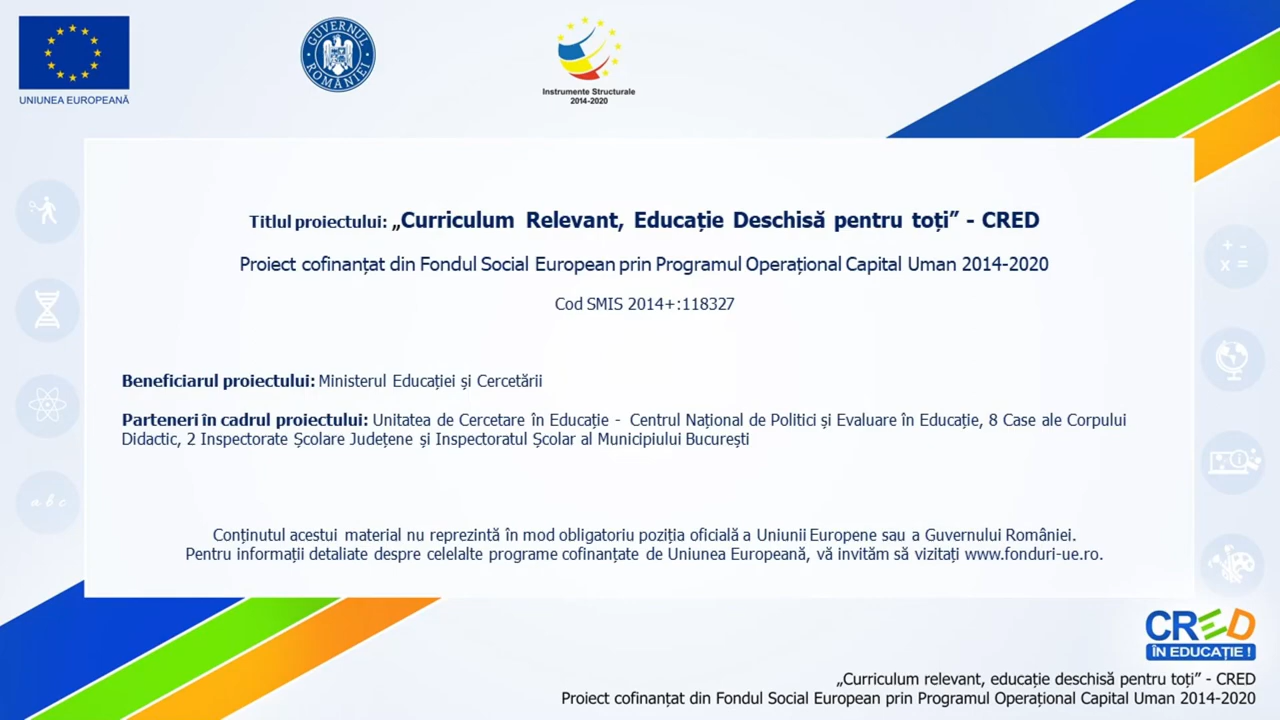 UNIUNEA EUROPEANĂ
GUVERNUL ROMÂNIEI
Instrumente Structurale
2014-2020
Titlul proiectului: „Curriculum Relevant, Educație Deschisă pentru toți” - CRED
Proiect cofinanțat din Fondul Social European prin Programul Operațional Capital Uman 2014-2020
Cod SMIS 2014+:118327
Beneficiarul proiectului: Ministerul Educației și Cercetării
Parteneri în cadrul proiectului: Unitatea de Cercetare în Educație - Centrul Național de Politici și Evaluare în Educație, 8 Case ale Corpului
Didactic, 2 Inspectorate Școlare Județene și Inspectoratul Școlar al Municipiului București
Conținutul acestui material nu reprezintă în mod obligatoriu poziția oficială a Uniunii Europene sau a Guvernului României.
Pentru informații detaliate despre celelalte programe cofinanțate de Uniunea Europeană, vă invităm să vizitați www.fonduri-ue.ro.
+ -
x =
a b c
CRED
ÎN EDUCAȚIE !
„Curriculum relevant, educație deschisă pentru toți” - CRED
Proiect cofinanțat din Fondul Social European prin Programul Operațional Capital Uman 2014-2020